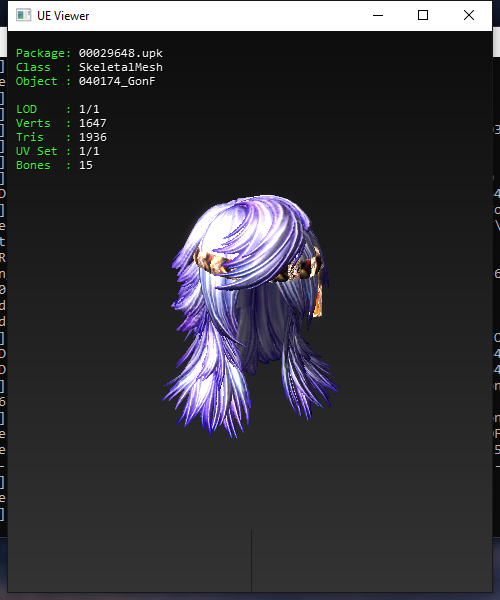 UE Viewer
Package: 00029648.upk
Class : SkeletalMesh
Object : 040174_GonF
LOD : 1/1
Verts : 1647
Tris : 1936
UV Set : 1/1
Bones : 15